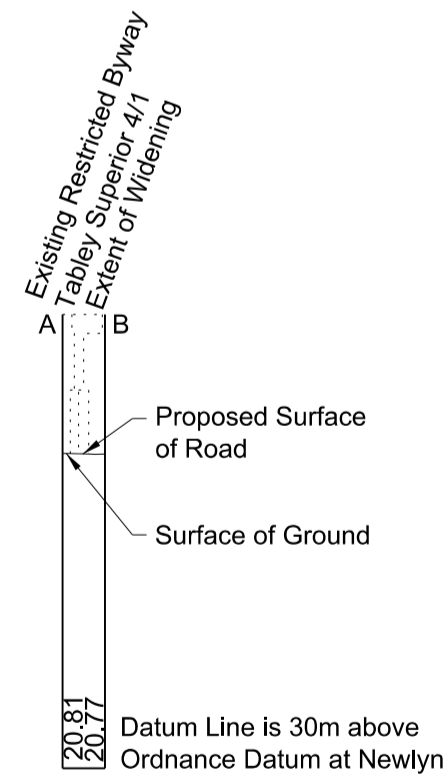 Existing Restricted Byway
Tabley Superior 4/1
Extent of Widening
A
B
Proposed Surface
of Road
Surface of Ground
20.81
20.77
Datum Line is 30m above
Ordnance Datum at Newlyn